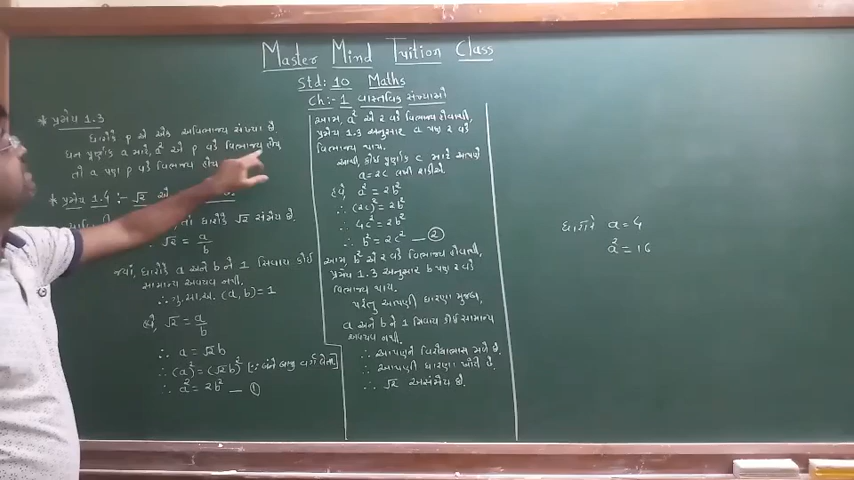 Master Mind Tuition Class
Std: 10 Maths
Ch:- 1 વાસ્તવિક સંખ્યાઓ
* પ્રમેય 1.3
ધારોકે p એ એક અવિભાજ્ય સંખ્યા છે.
ધન પૂર્ણાંક a માટે, a² એ p વડે વિભાજ્ય હોય,
તો a પણ p વડે વિભાજ્ય હોય
* પ્રમેય 1.4 :- √2 એ
તો ધારોકે √2 સંમેય છે.
√2 = a/b
જ્યાં, ધારોકે a અને b ને 1 સિવાય કોઈ
સામાન્ય અવયવ નથી.
∴ ગુ.સા.અ. (a, b) = 1
હવે, √2 = a/b
∴ a = √2 b
∴ (a)² = (√2 b)² [∵ બંને બાજુ વર્ગ લેતા]
∴ a² = 2b² — ①
આમ, a² એ 2 વડે વિભાજ્ય હોવાથી,
પ્રમેય 1.3 અનુસાર a પણ 2 વડે
વિભાજ્ય થાય.
આથી, કોઈ પૂર્ણાંક c માટે આપણે
a = 2c લખી શકીએ.
હવે, a² = 2b²
∴ (2c)² = 2b²
∴ 4c² = 2b²
∴ b² = 2c² — ②
આમ, b² એ 2 વડે વિભાજ્ય હોવાથી,
પ્રમેય 1.3 અનુસાર b પણ 2 વડે
વિભાજ્ય થાય.
પરંતુ આપણી ધારણા મુજબ,
a અને b ને 1 સિવાય કોઈ સામાન્ય
અવયવ નથી.
∴ આપણને વિરોધાભાસ મળે છે.
∴ આપણી ધારણા ખોટી છે.
∴ √2 અસંમેય છે.
ધારોકે a = 4
a² = 16